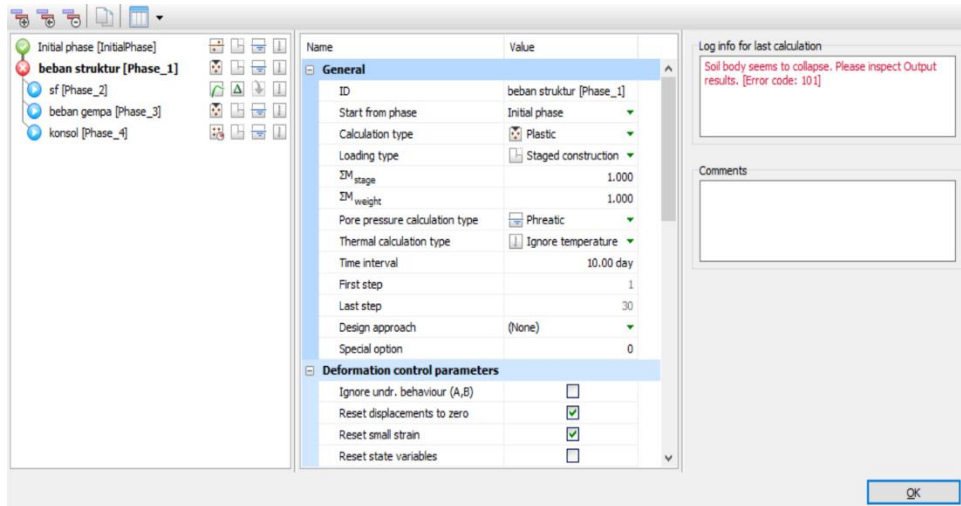 Initial phase [InitialPhase]
beban struktur [Phase_1]
sf [Phase_2]
beban gempa [Phase_3]
konsol [Phase_4]
Name Value
General
ID beban struktur [Phase_1]
Start from phase Initial phase
Calculation type Plastic
Loading type Staged construction
ΣMstage 1.000
ΣMweight 1.000
Pore pressure calculation type Phreatic
Thermal calculation type Ignore temperature
Time interval 10.00 day
First step 1
Last step 30
Design approach (None)
Special option 0
Deformation control parameters
Ignore undr. behaviour (A,B)
Reset displacements to zero
Reset small strain
Reset state variables
Log info for last calculation
Soil body seems to collapse. Please inspect Output
results. [Error code: 101]
Comments
OK